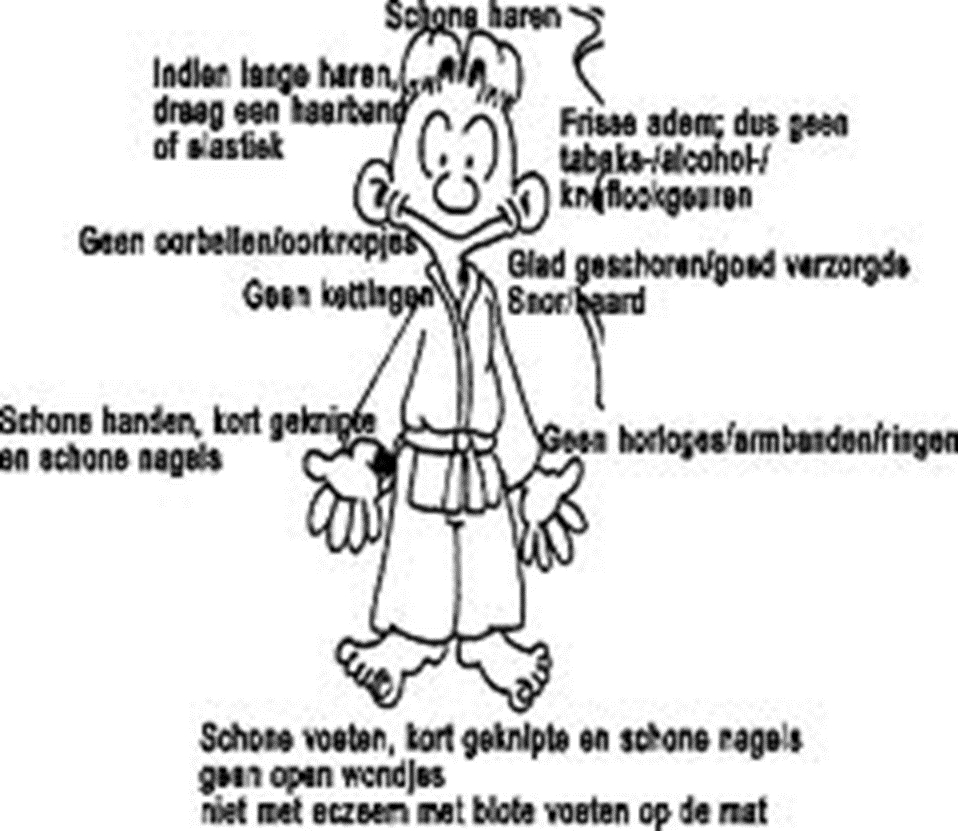 Schone haren
Indien lange haren,
draag een haarband
of elastiek
Frisse adem; dus geen
tabaks-/alcohol-/
knoflookgeuren
Geen oorbellen/oorknopjes
Glad geschoren/goed verzorgde
Snor/baard
Geen kettingen
Schone handen, kort geknipte
en schone nagels
Geen horloges/armbanden/ringen
Schone voeten, kort geknipte en schone nagels
geen open wondjes
niet met eczeem met blote voeten op de mat